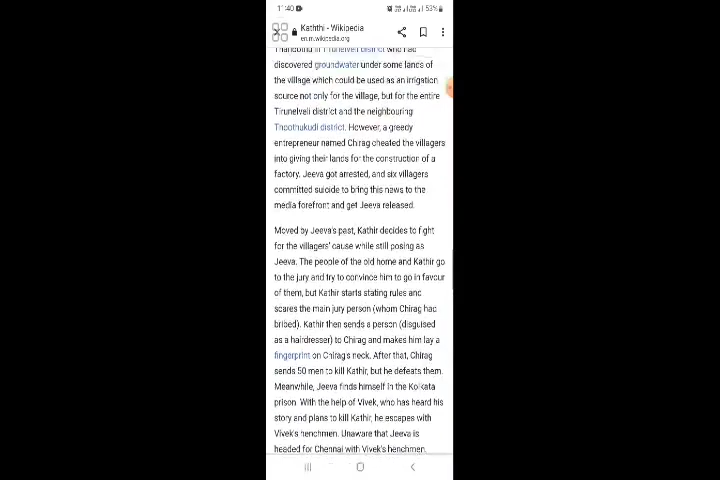 11:40
53%
Kaththi - Wikipedia
en.m.wikipedia.org
in Tirunelveli district who had
discovered groundwater under some lands of
the village which could be used as an irrigation
source not only for the village, but for the entire
Tirunelveli district and the neighbouring
Thoothukudi district. However, a greedy
entrepreneur named Chirag cheated the villagers
into giving their lands for the construction of a
factory. Jeeva got arrested, and six villagers
committed suicide to bring this news to the
media forefront and get Jeeva released.
Moved by Jeeva's past, Kathir decides to fight
for the villagers' cause while still posing as
Jeeva. The people of the old home and Kathir go
to the jury and try to convince him to go in favour
of them, but Kathir starts stating rules and
scares the main jury person (whom Chirag had
bribed). Kathir then sends a person (disguised
as a hairdresser) to Chirag and makes him lay a
fingerprint on Chirag's neck. After that, Chirag
sends 50 men to kill Kathir, but he defeats them.
Meanwhile, Jeeva finds himself in the Kolkata
prison. With the help of Vivek, who has heard his
story and plans to kill Kathir, he escapes with
Vivek's henchmen. Unaware that Jeeva is
headed for Chennai with Vivek's henchmen,